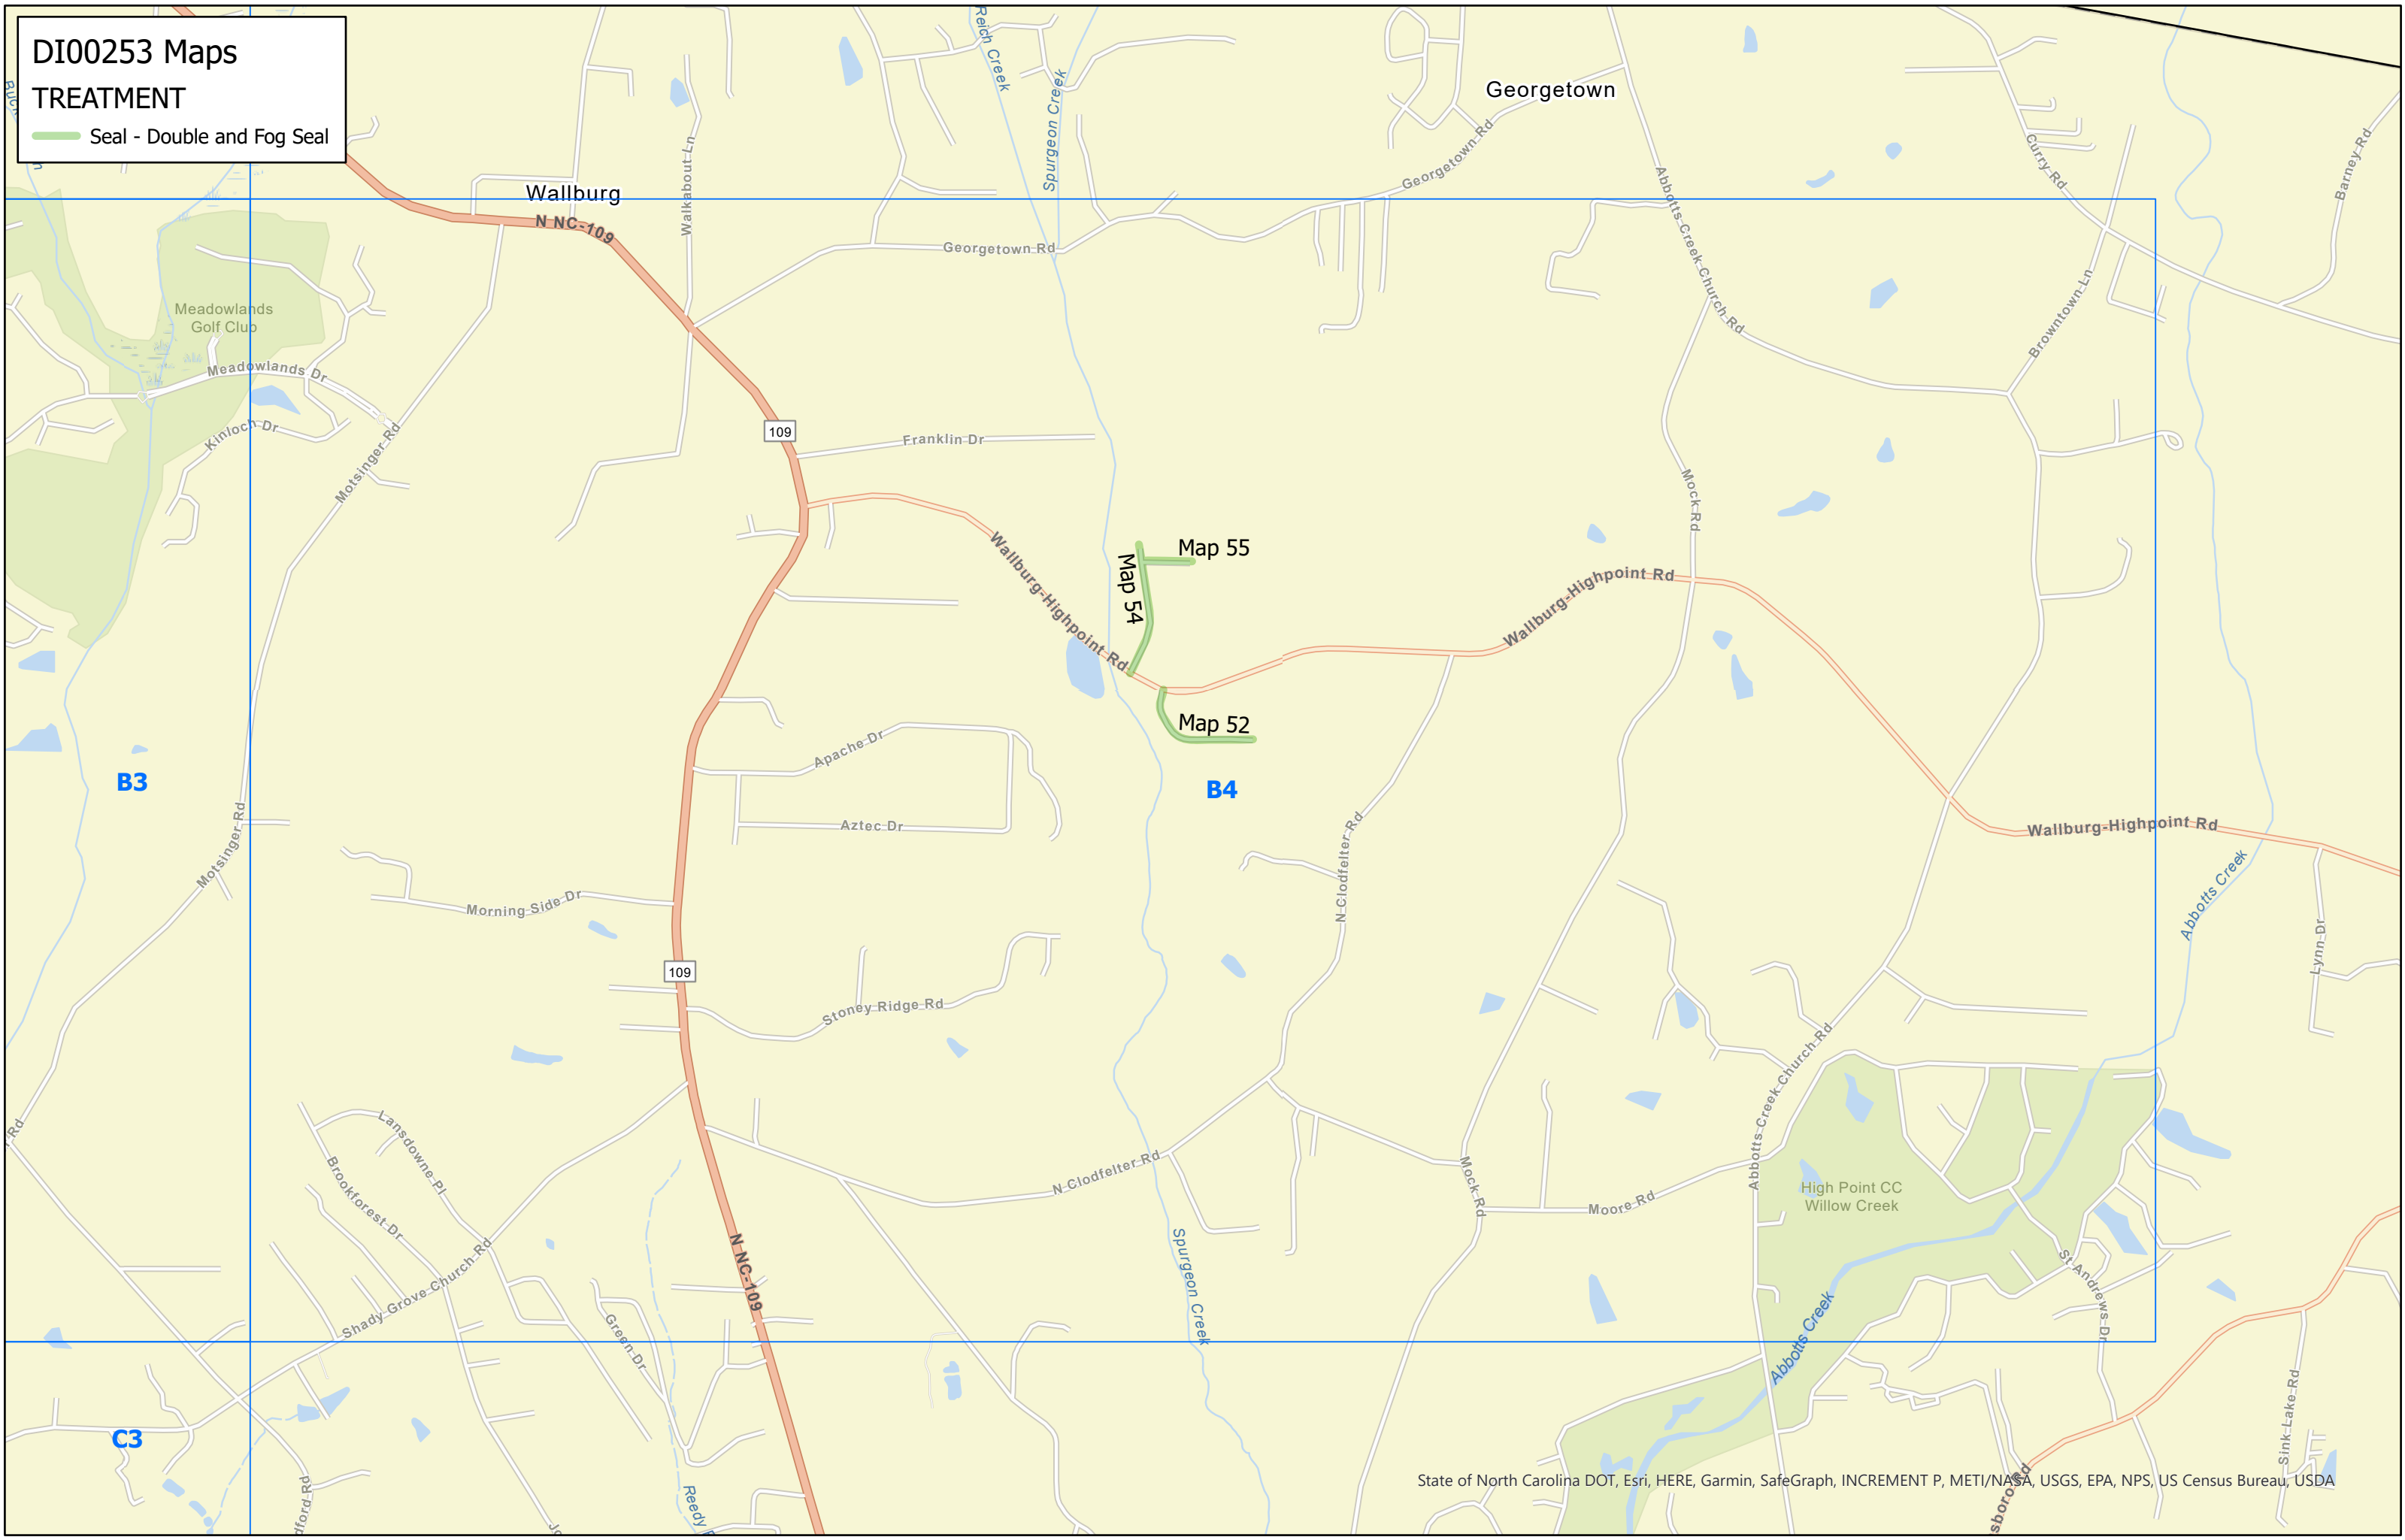 DI00253 Maps
TREATMENT
Seal - Double and Fog Seal
Reich Creek
Spurgeon Creek
Georgetown
Georgetown Rd
Curry Rd
Barney Rd
Wallburg
N NC-109
Walkabout Ln
Georgetown Rd
Abbotts Creek Church Rd
Browntown Ln
Meadowlands
Golf Club
Meadowlands Dr
Kinloch Dr
Motsinger Rd
109
Franklin Dr
Mock Rd
Wallburg-Highpoint Rd
Map 55
Map 54
Wallburg-Highpoint Rd
Map 52
Apache Dr
B3
B4
Aztec Dr
Motsinger Rd
N Clodfelter Rd
Wallburg-Highpoint Rd
Abbotts Creek
Lynn Dr
Morning Side Dr
109
Stoney Ridge Rd
Abbotts Creek Church Rd
Rd
Lansdowne Pl
Brookforest Dr
N Clodfelter Rd
Mock Rd
Moore Rd
High Point CC
Willow Creek
Shady Grove Church Rd
N NC-109
Spurgeon Creek
St Andrews Dr
Abbotts Creek
Green Dr
Sink Lake Rd
C3
dford Rd
Reedy
sboro Rd
State of North Carolina DOT, Esri, HERE, Garmin, SafeGraph, INCREMENT P, METI/NASA, USGS, EPA, NPS, US Census Bureau, USDA